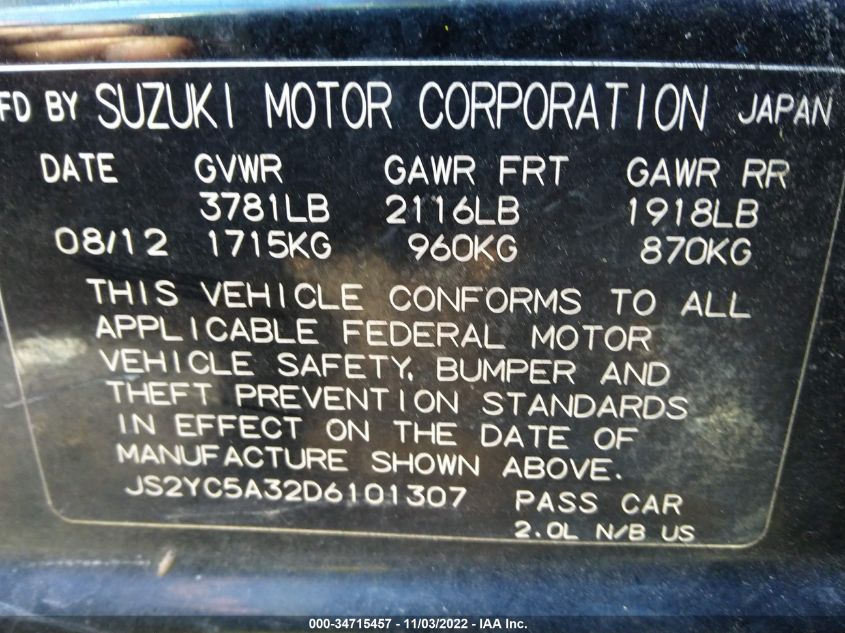 FD BY SUZUKI MOTOR CORPORATION JAPAN
DATE GVWR GAWR FRT GAWR RR
3781LB 2116LB 1918LB
08/12 1715KG 960KG 870KG
THIS VEHICLE CONFORMS TO ALL
APPLICABLE FEDERAL MOTOR
VEHICLE SAFETY, BUMPER AND
THEFT PREVENTION STANDARDS
IN EFFECT ON THE DATE OF
MANUFACTURE SHOWN ABOVE.
JS2YC5A32D6101307 PASS CAR
2.0L N/B US
000-34715457 - 11/03/2022 - IAA Inc.